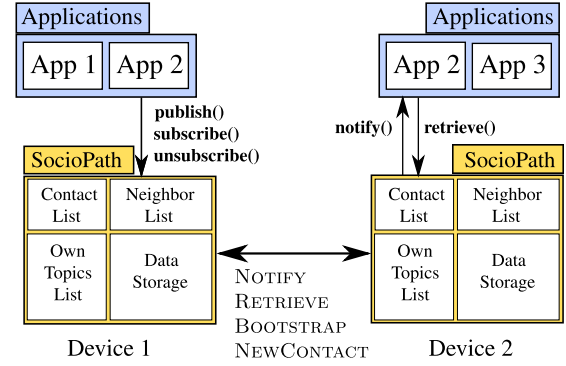 Applications
App 1 App 2
publish()
subscribe()
unsubscribe()
SocioPath
Contact List
Neighbor List
Own Topics List
Data Storage
Device 1
NOTIFY
RETRIEVE
BOOTSTRAP
NEWCONTACT
Applications
App 2 App 3
notify() retrieve()
SocioPath
Contact List
Neighbor List
Own Topics List
Data Storage
Device 2